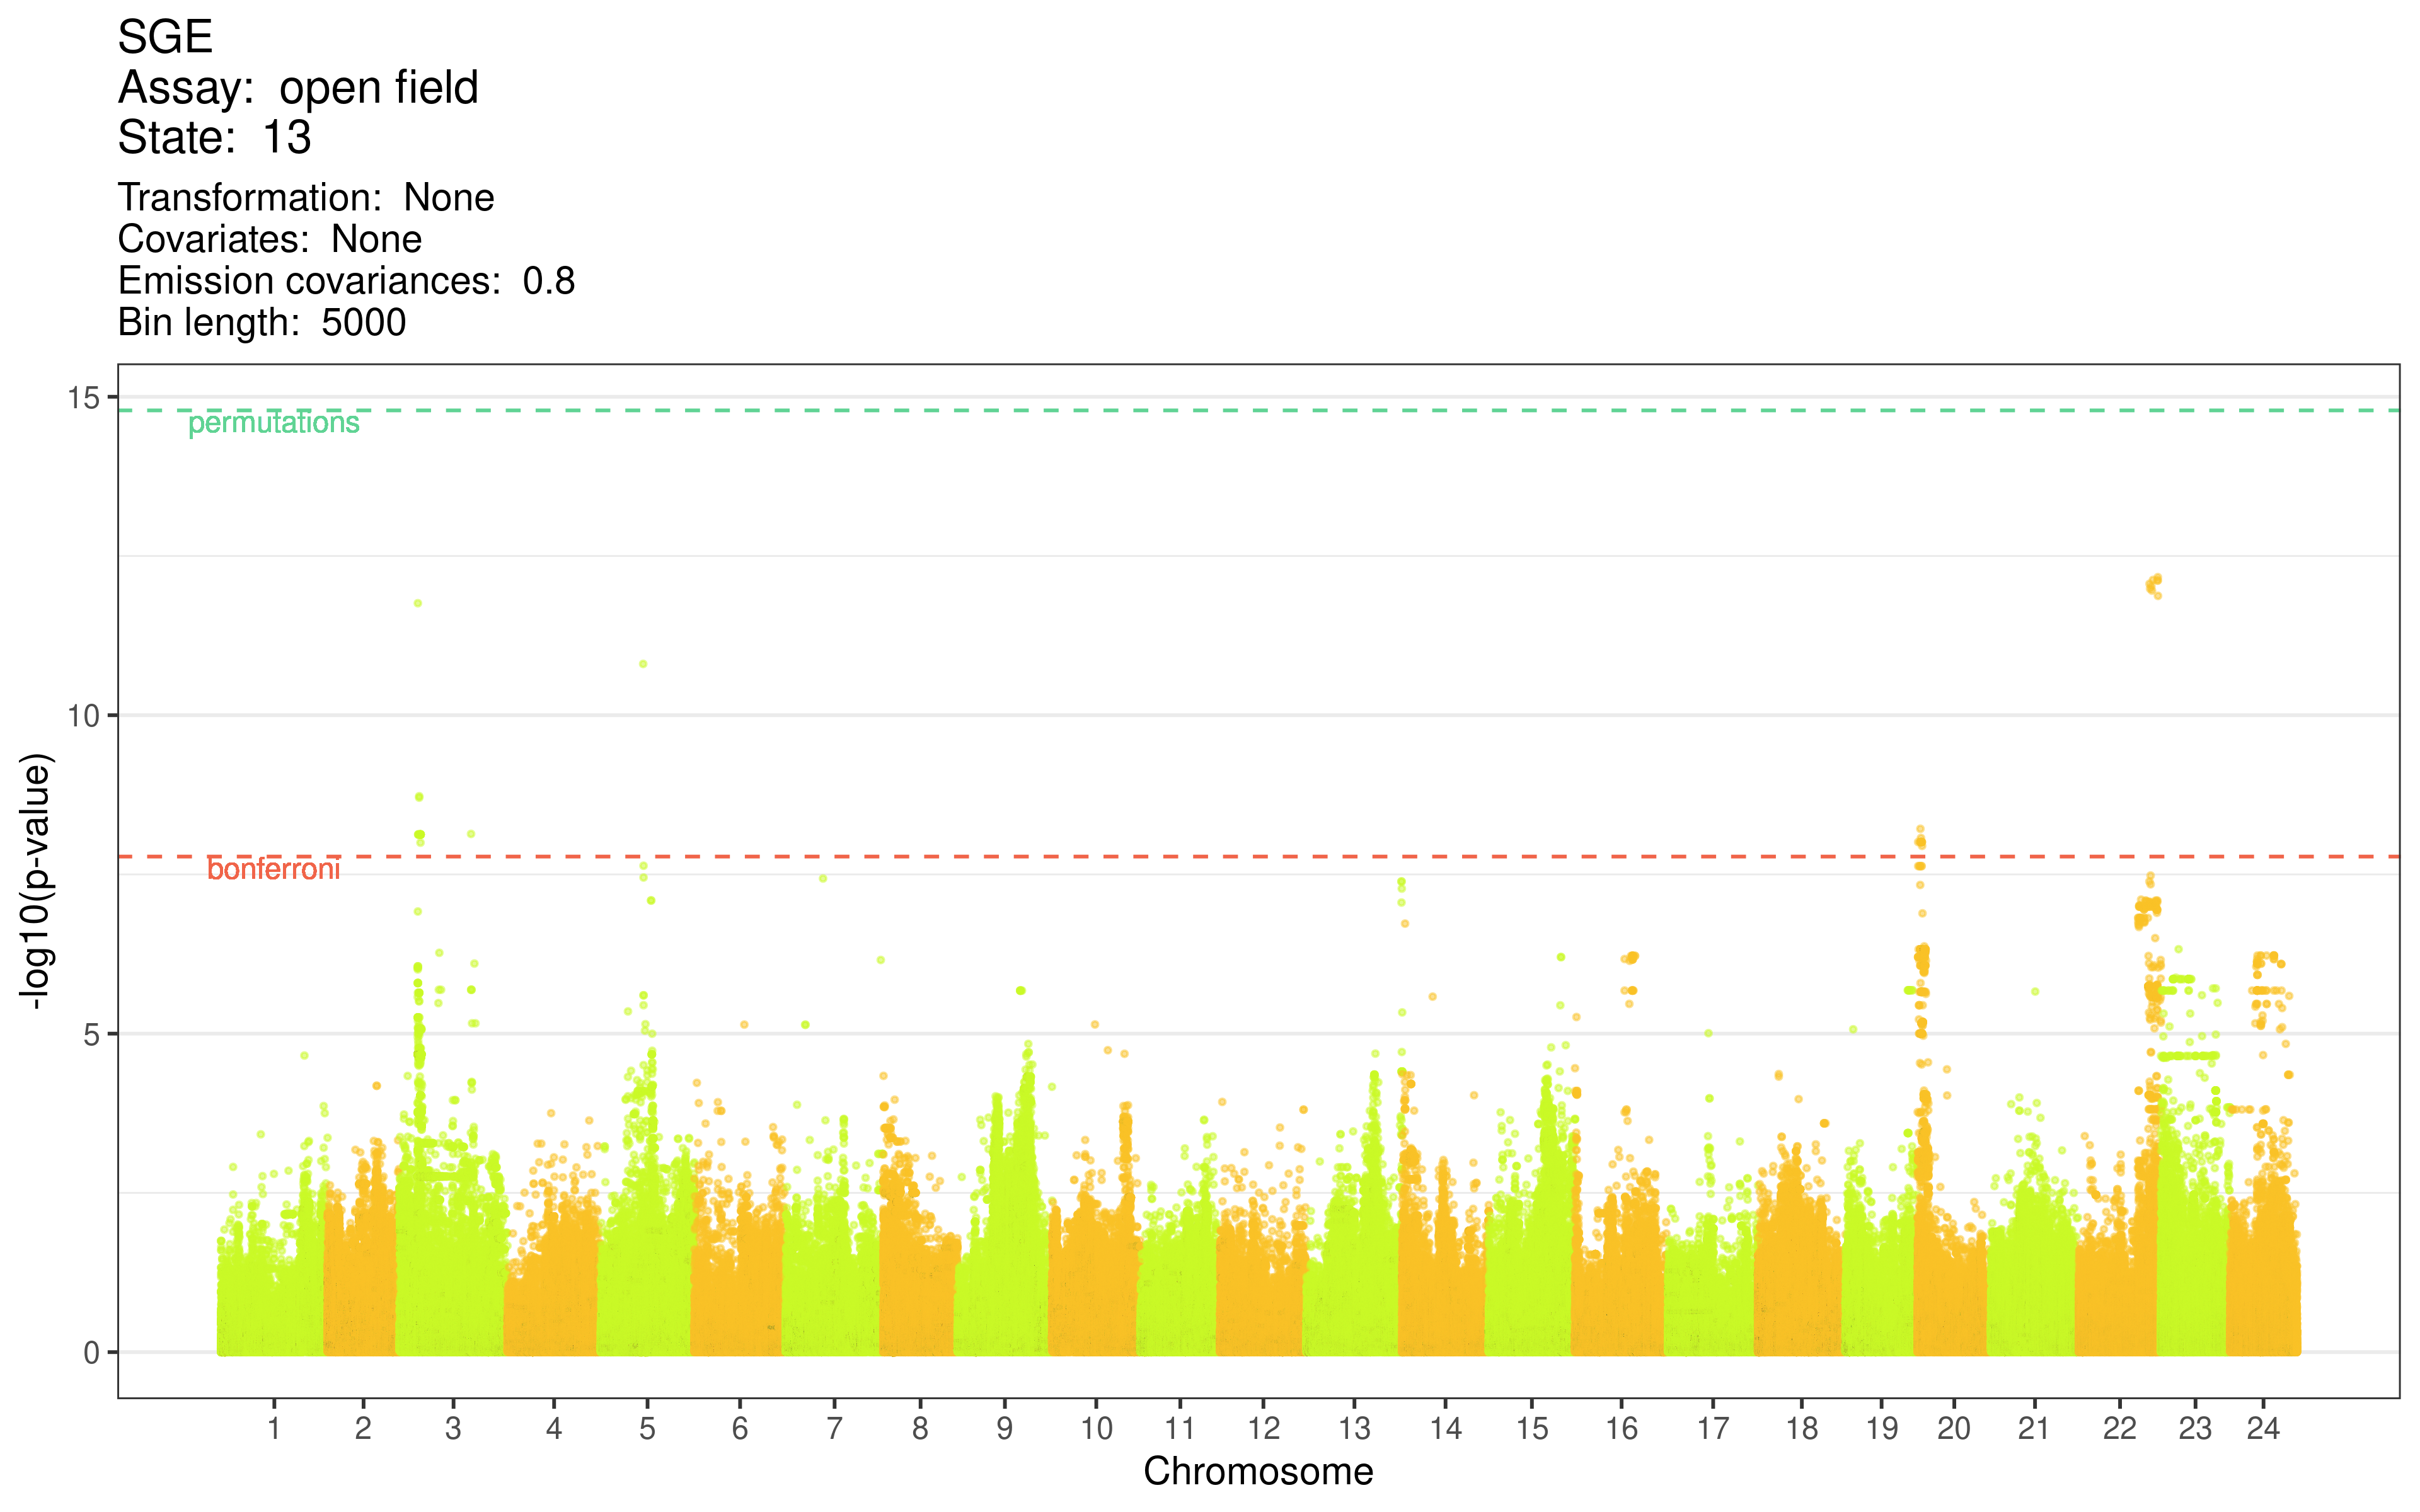 SGE
Assay: open field
State: 13
Transformation: None
Covariates: None
Emission covariances: 0.8
Bin length: 5000
15
permutations
10
bonferroni
5
0
-log10(p-value)
1 2 3 4 5 6 7 8 9 10 11 12 13 14 15 16 17 18 19 20 21 22 23 24
Chromosome